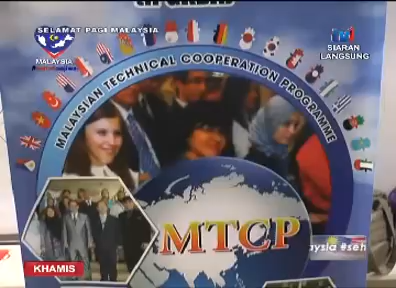 SELAMAT PAGI MALAYSIA
MALAYSIA
SIARAN
LANGSUNG
MALAYSIAN TECHNICAL COOPERATION PROGRAMME
MTCP
KHAMIS